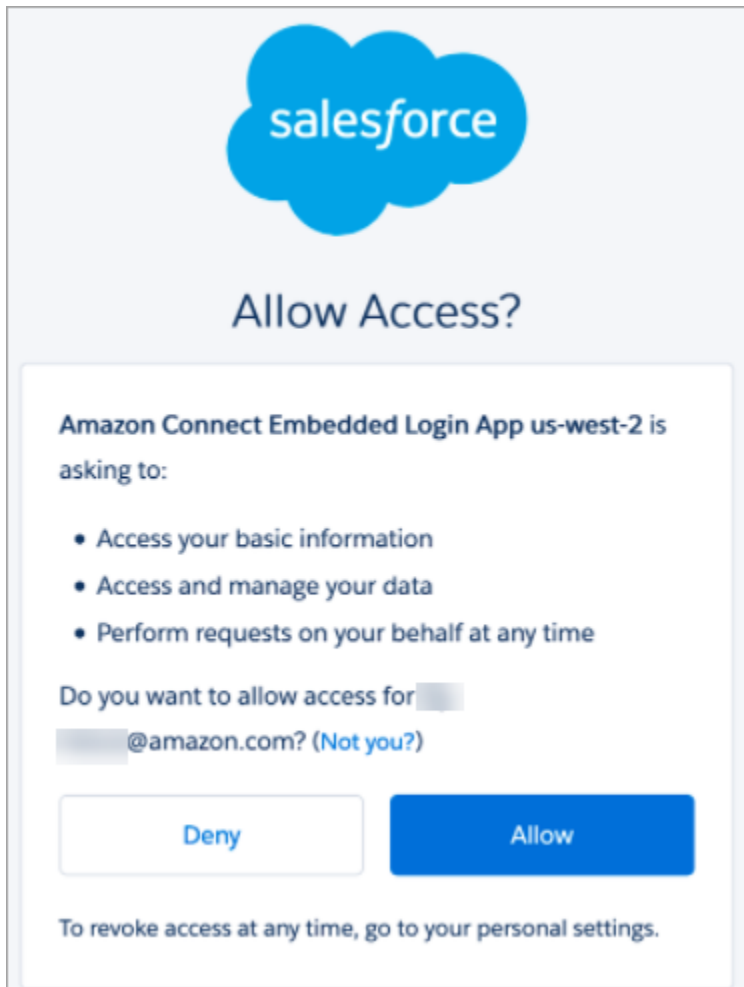 salesforce
Allow Access?
Amazon Connect Embedded Login App us-west-2 is
asking to:
• Access your basic information
• Access and manage your data
• Perform requests on your behalf at any time
Do you want to allow access for
@amazon.com? (Not you?)
Deny
Allow
To revoke access at any time, go to your personal settings.